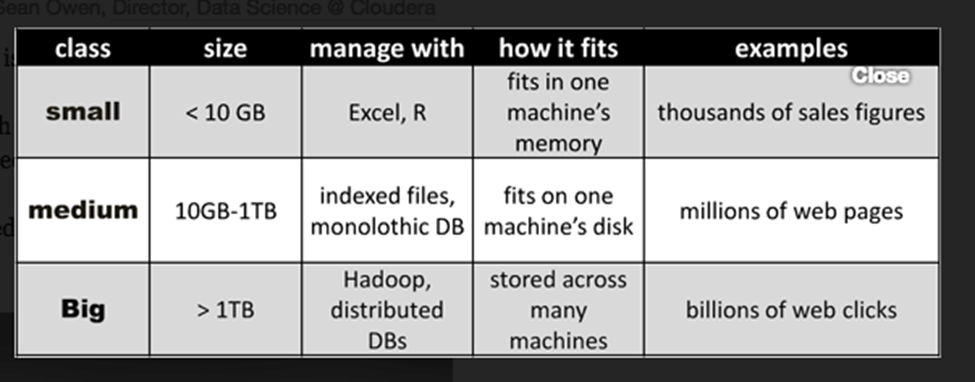 Sean Owen, Director, Data Science @ Cloudera
class size manage with how it fits examples
Close
small < 10 GB Excel, R fits in one machine's memory thousands of sales figures
medium 10GB-1TB indexed files, monolothic DB fits on one machine's disk millions of web pages
Big > 1TB Hadoop, distributed DBs stored across many machines billions of web clicks